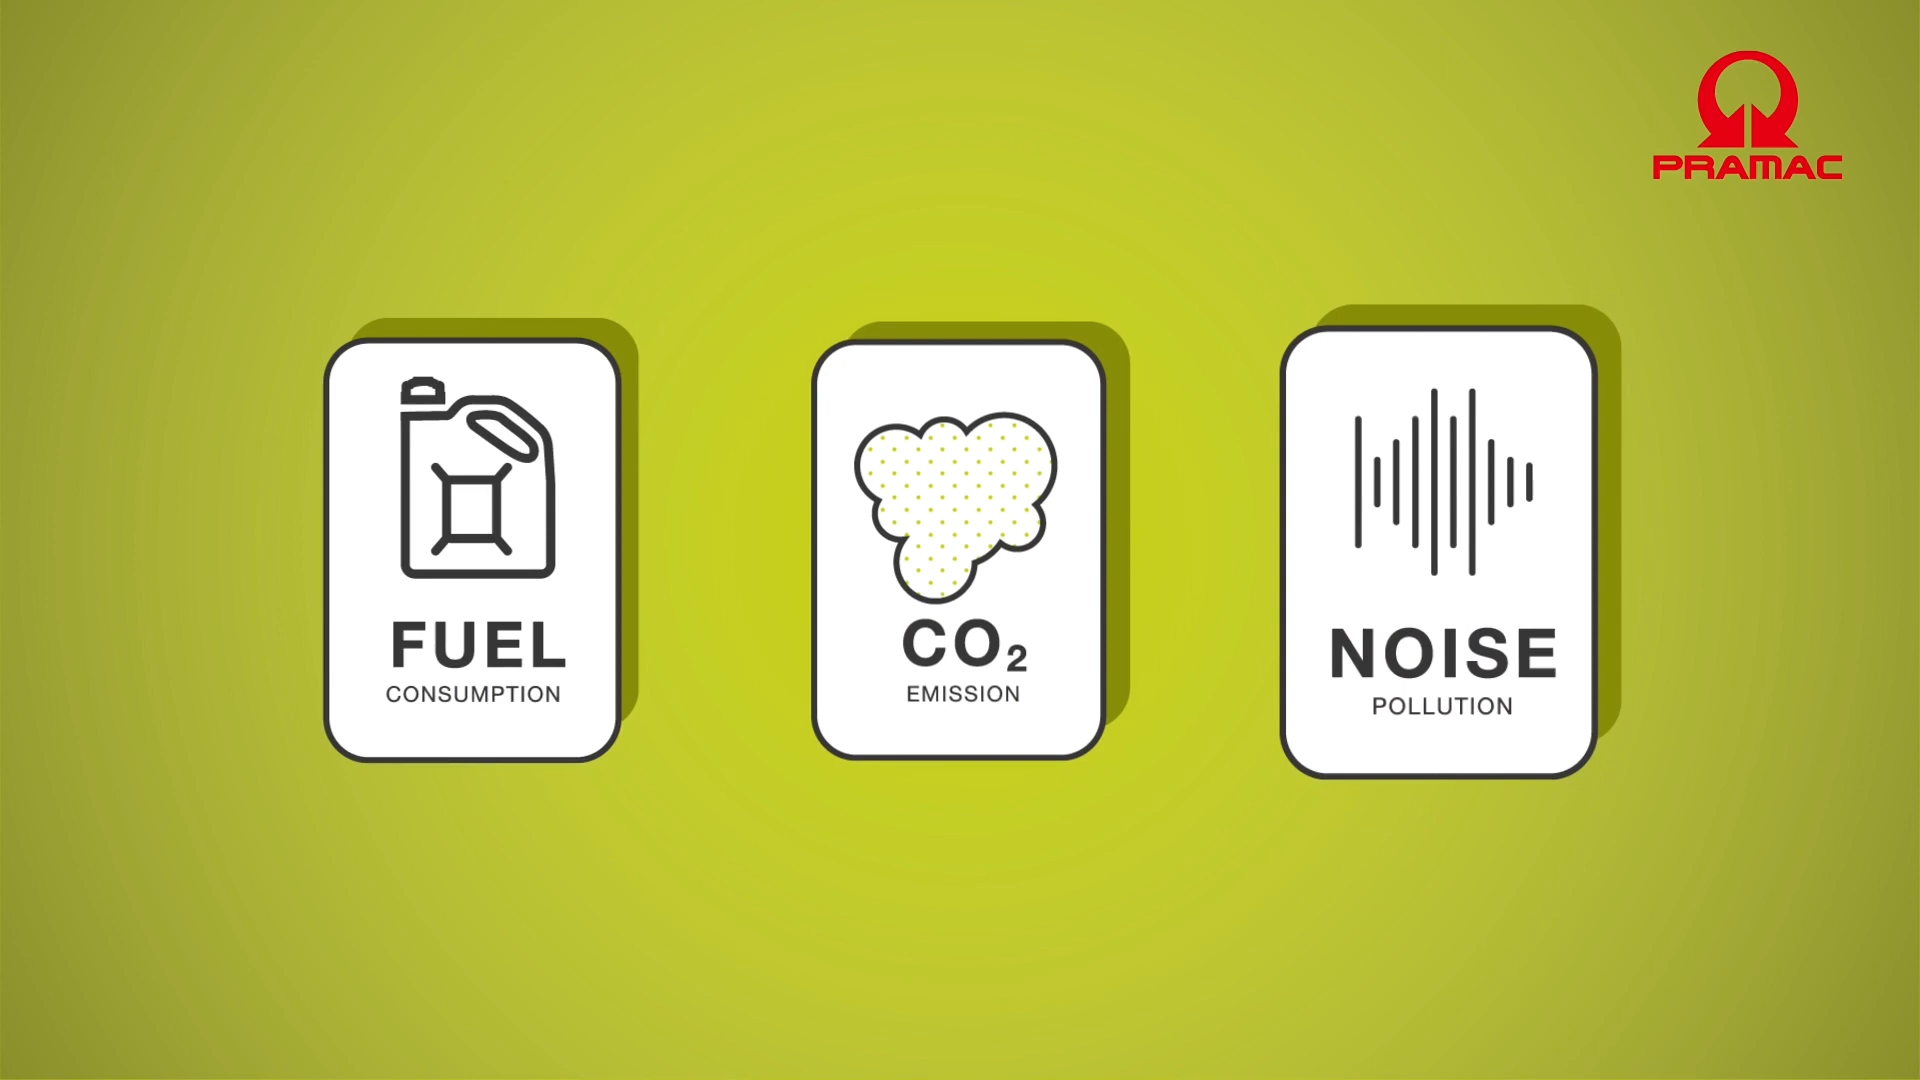 PRAMAC
FUEL
CONSUMPTION
CO₂
EMISSION
NOISE
POLLUTION